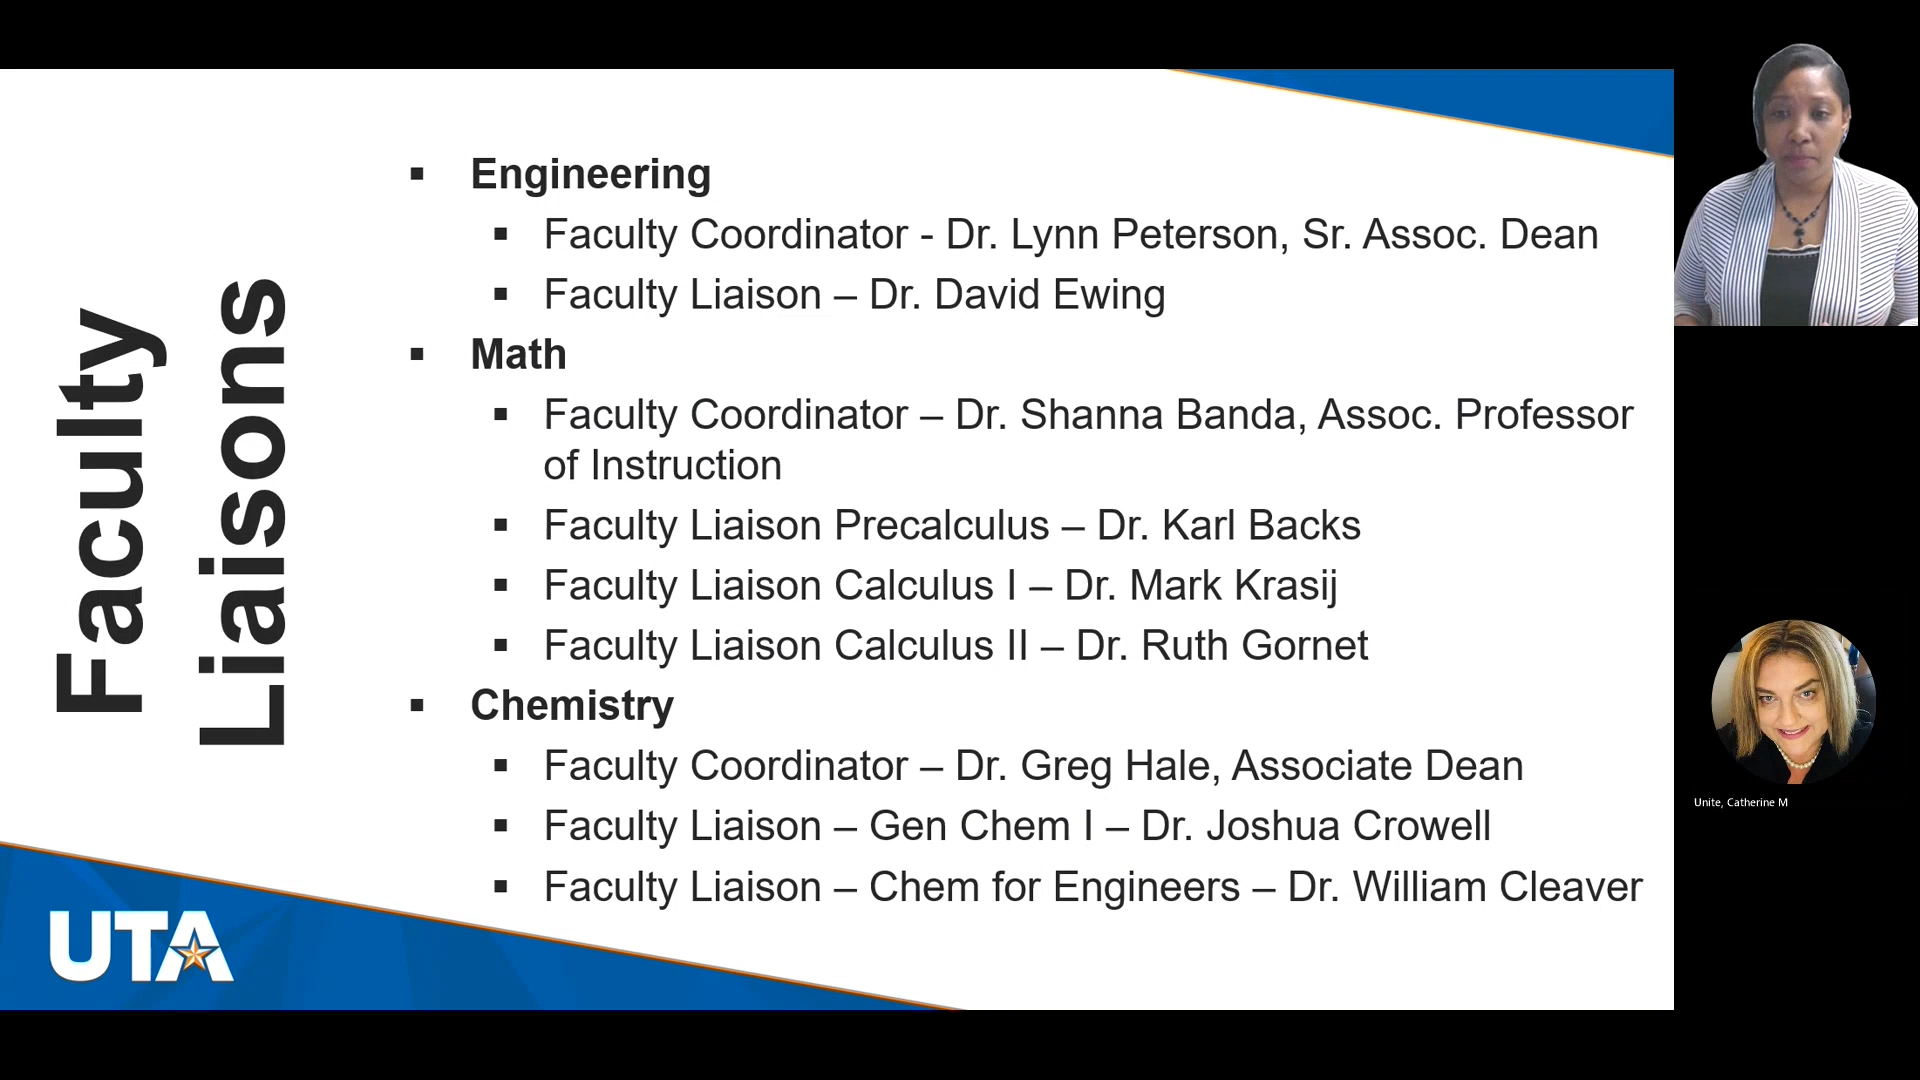 Faculty
Liaisons
▪ Engineering
▪ Faculty Coordinator - Dr. Lynn Peterson, Sr. Assoc. Dean
▪ Faculty Liaison – Dr. David Ewing
▪ Math
▪ Faculty Coordinator – Dr. Shanna Banda, Assoc. Professor
of Instruction
▪ Faculty Liaison Precalculus – Dr. Karl Backs
▪ Faculty Liaison Calculus I – Dr. Mark Krasij
▪ Faculty Liaison Calculus II – Dr. Ruth Gornet
▪ Chemistry
▪ Faculty Coordinator – Dr. Greg Hale, Associate Dean
▪ Faculty Liaison – Gen Chem I – Dr. Joshua Crowell
▪ Faculty Liaison – Chem for Engineers – Dr. William Cleaver
UTA
Unite, Catherine M